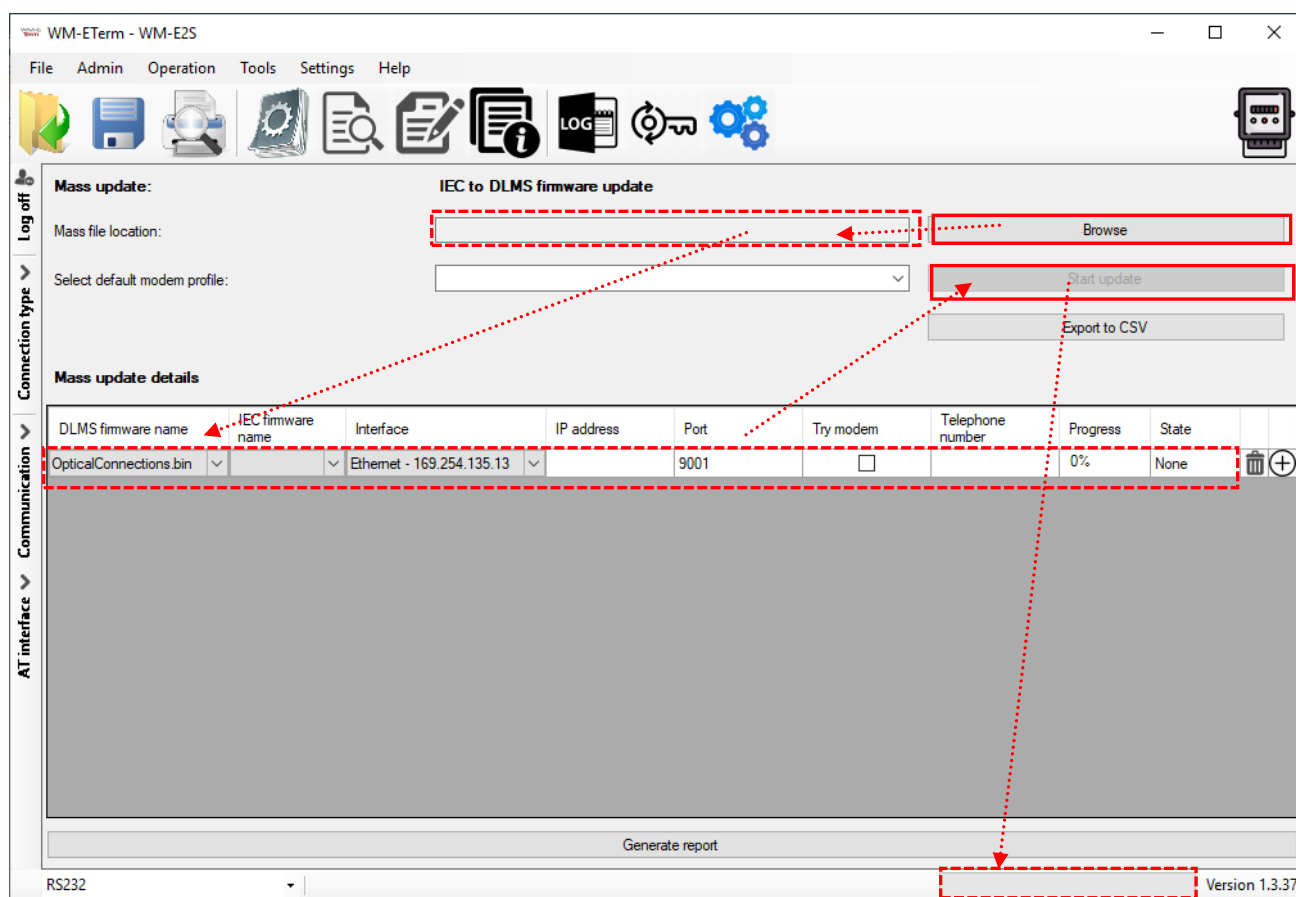 WM-ETerm - WM-E2S
File Admin Operation Tools Settings Help
LOG
Log off
Connection type
Communication
AT interface
Mass update:
IEC to DLMS firmware update
Mass file location:
Browse
Select default modem profile:
Start update
Export to CSV
Mass update details
DLMS firmware name
IEC firmware
name
Interface
IP address
Port
Try modem
Telephone
number
Progress
State
OpticalConnections.bin
Ethernet - 169.254.135.13
9001
0%
None
Generate report
RS232
Version 1.3.37